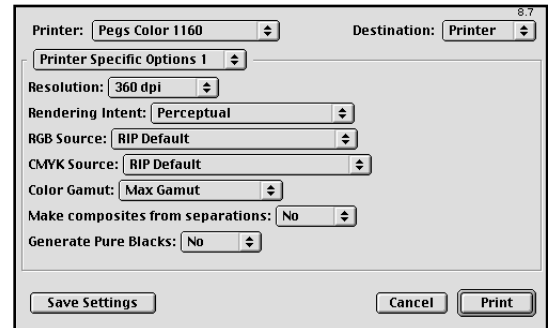 8.7
Printer: Pegs Color 1160 Destination: Printer
Printer Specific Options 1
Resolution: 360 dpi
Rendering Intent: Perceptual
RGB Source: RIP Default
CMYK Source: RIP Default
Color Gamut: Max Gamut
Make composites from separations: No
Generate Pure Blacks: No
Save Settings Cancel Print